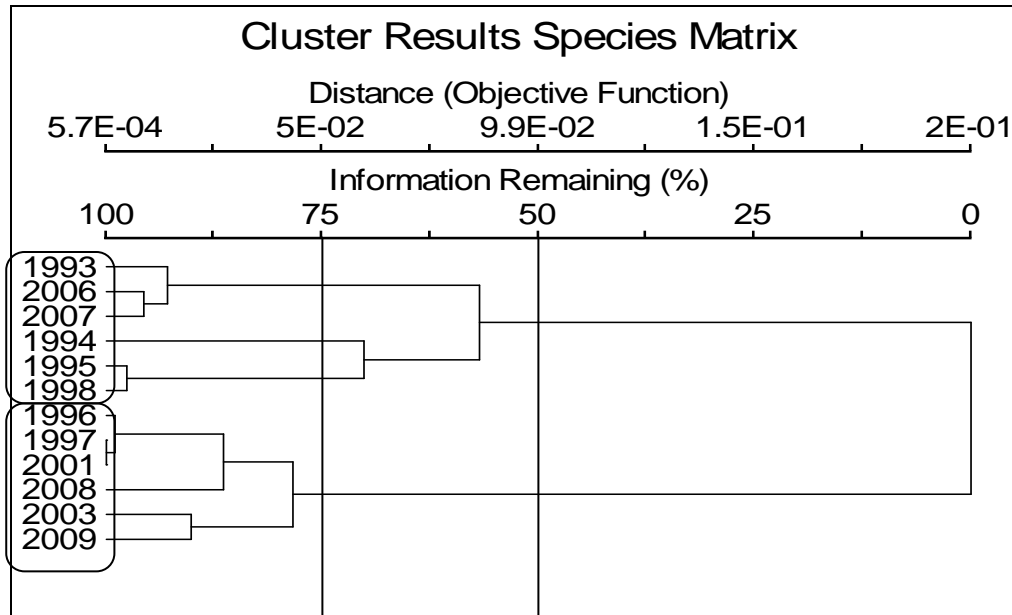 Cluster Results Species Matrix
Distance (Objective Function)
5.7E-04 5E-02 9.9E-02 1.5E-01 2E-01
Information Remaining (%)
100 75 50 25 0
1993
2006
2007
1994
1995
1998
1996
1997
2001
2008
2003
2009